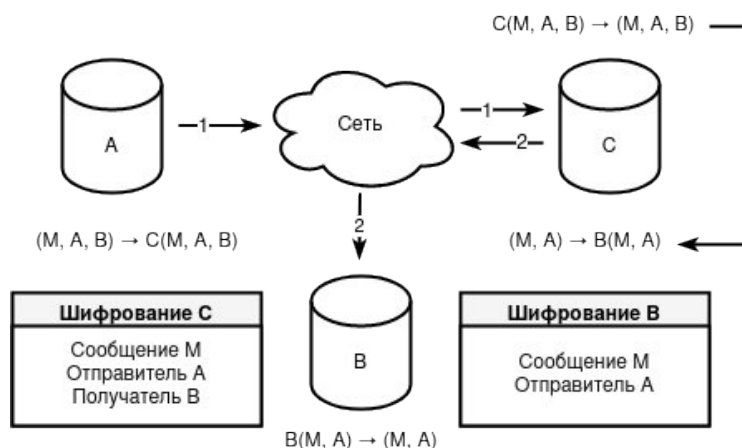 C(M, A, B) → (M, A, B)
A
1
Сеть
1
2
C
2
(M, A, B) → C(M, A, B)
(M, A) → B(M, A)
Шифрование C
Сообщение M
Отправитель A
Получатель B
B
Шифрование B
Сообщение M
Отправитель A
B(M, A) → (M, A)